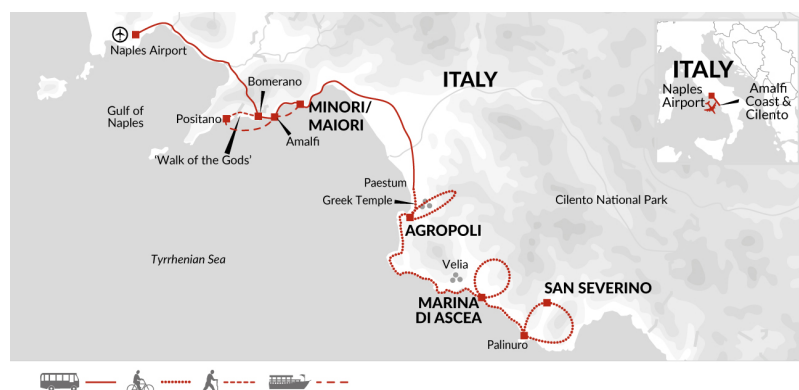 Naples Airport
Bomerano
ITALY
MINORI/
MAIORI
Gulf of
Naples
Positano
Amalfi
'Walk of the Gods'
Paestum
Greek Temple
AGROPOLI
Cilento National Park
Tyrrhenian Sea
Velia
MARINA
DI ASCEA
SAN SEVERINO
Palinuro
ITALY
Naples
Airport
Amalfi
Coast &
Cilento